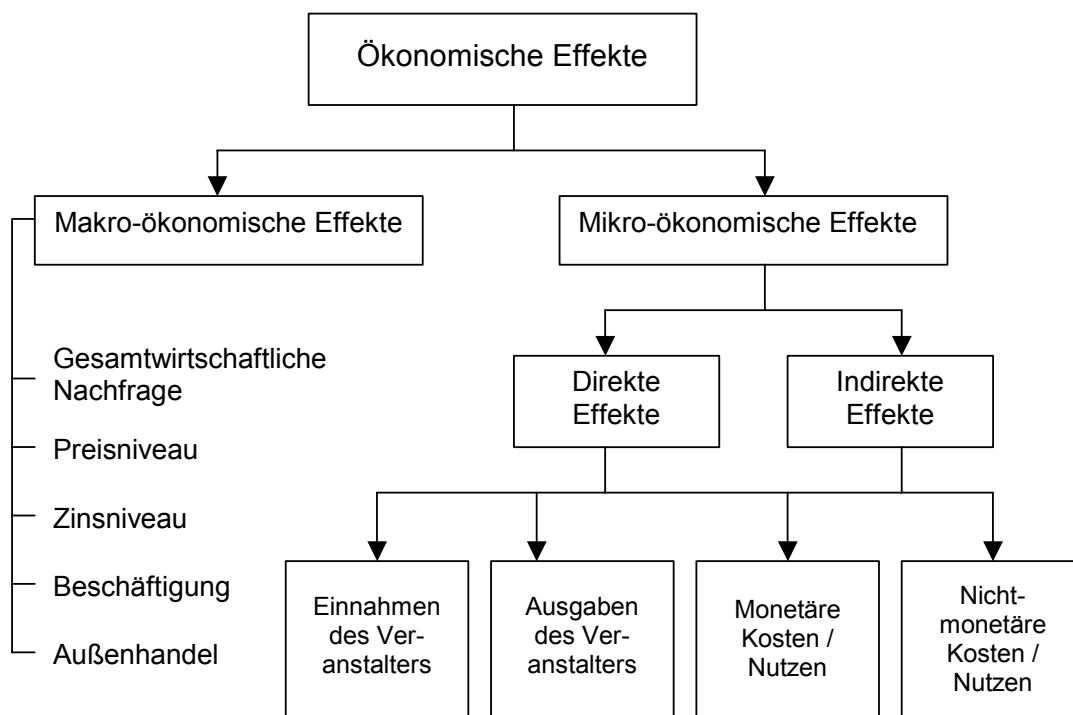 Ökonomische Effekte
Makro-ökonomische Effekte
Mikro-ökonomische Effekte
Gesamtwirtschaftliche
Nachfrage
Preisniveau
Zinsniveau
Beschäftigung
Außenhandel
Direkte
Effekte
Indirekte
Effekte
Einnahmen
des Ver-
anstalters
Ausgaben
des Ver-
anstalters
Monetäre
Kosten /
Nutzen
Nicht-
monetäre
Kosten /
Nutzen